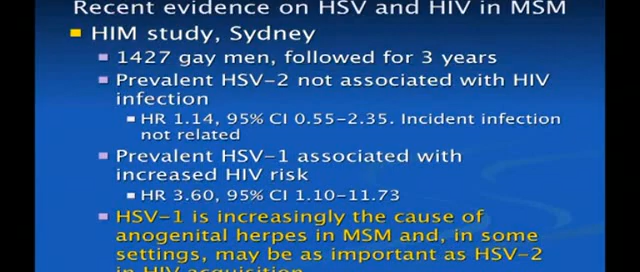 Recent evidence on HSV and HIV in MSM
HIM study, Sydney
1427 gay men, followed for 3 years
Prevalent HSV-2 not associated with HIV
infection
HR 1.14, 95% CI 0.55-2.35. Incident infection
not related
Prevalent HSV-1 associated with
increased HIV risk
HR 3.60, 95% CI 1.10-11.73
HSV-1 is increasingly the cause of
anogenital herpes in MSM and, in some
settings, may be as important as HSV-2
in HIV acquisition